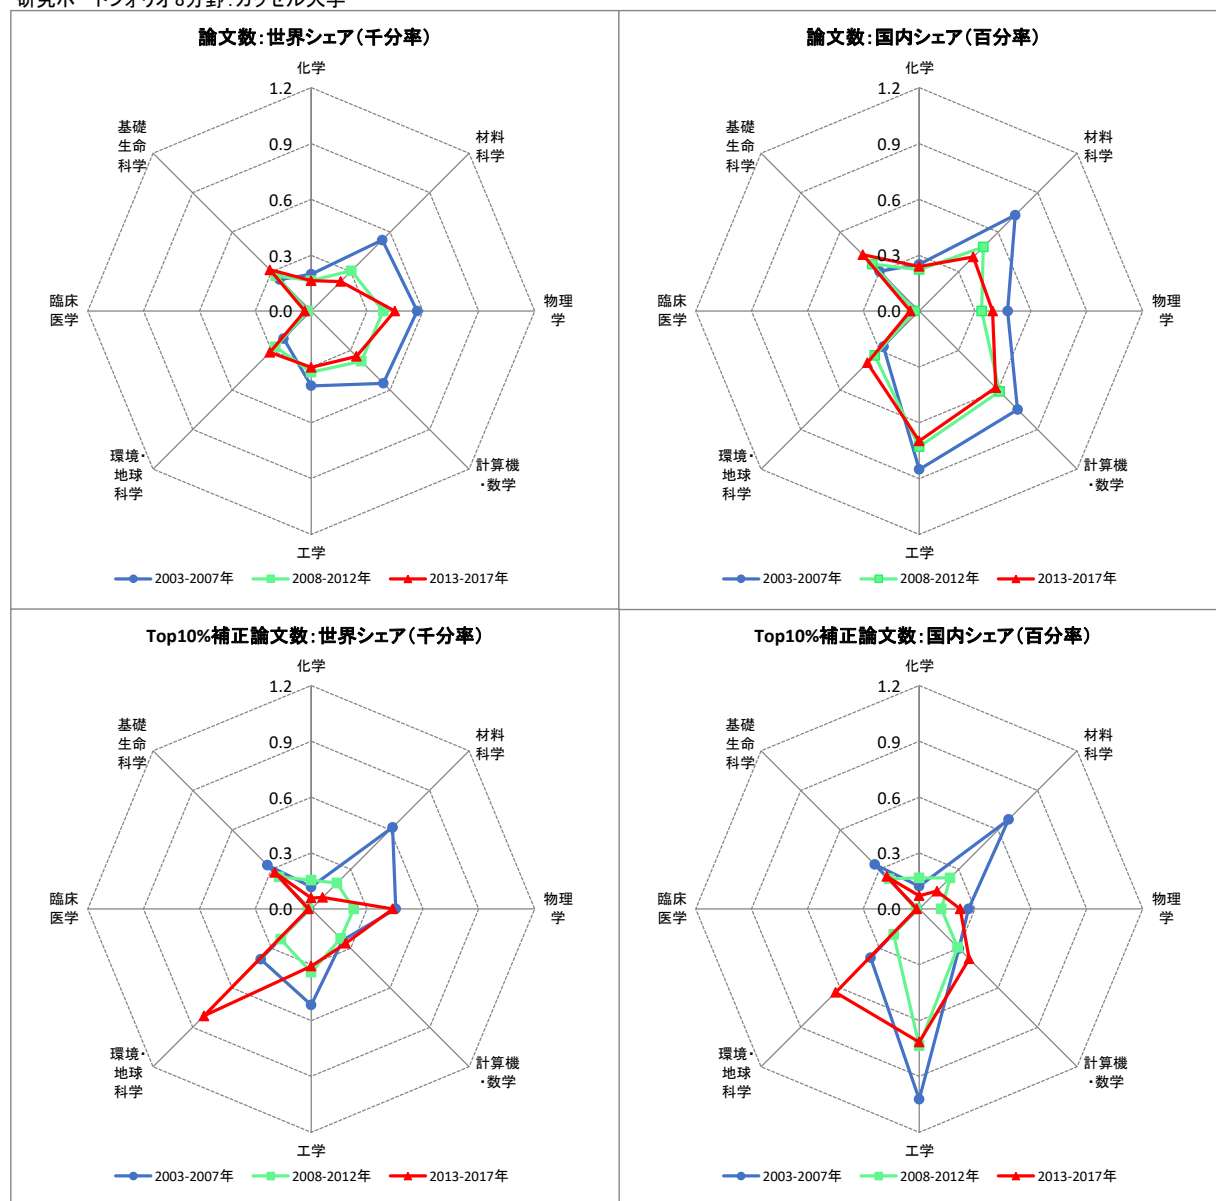 論文数:世界シェア(千分率)
化学
1.2
0.9
0.6
0.3
0.0
材料
科学
物理
学
計算機
・数学
工学
環境・
地球
科学
臨床
医学
基礎
生命
科学
2003-2007年 2008-2012年 2013-2017年
論文数:国内シェア(百分率)
化学
1.2
0.9
0.6
0.3
0.0
材料
科学
物理
学
計算機
・数学
工学
環境・
地球
科学
臨床
医学
基礎
生命
科学
2003-2007年 2008-2012年 2013-2017年
Top10%補正論文数:世界シェア(千分率)
化学
1.2
0.9
0.6
0.3
0.0
材料
科学
物理
学
計算機
・数学
工学
環境・
地球
科学
臨床
医学
基礎
生命
科学
2003-2007年 2008-2012年 2013-2017年
Top10%補正論文数:国内シェア(百分率)
化学
1.2
0.9
0.6
0.3
0.0
材料
科学
物理
学
計算機
・数学
工学
環境・
地球
科学
臨床
医学
基礎
生命
科学
2003-2007年 2008-2012年 2013-2017年